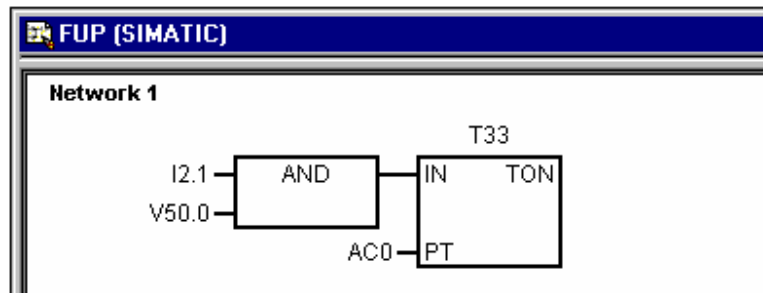 FUP (SIMATIC)
Network 1
T33
I2.1 AND IN TON
V50.0
AC0 PT